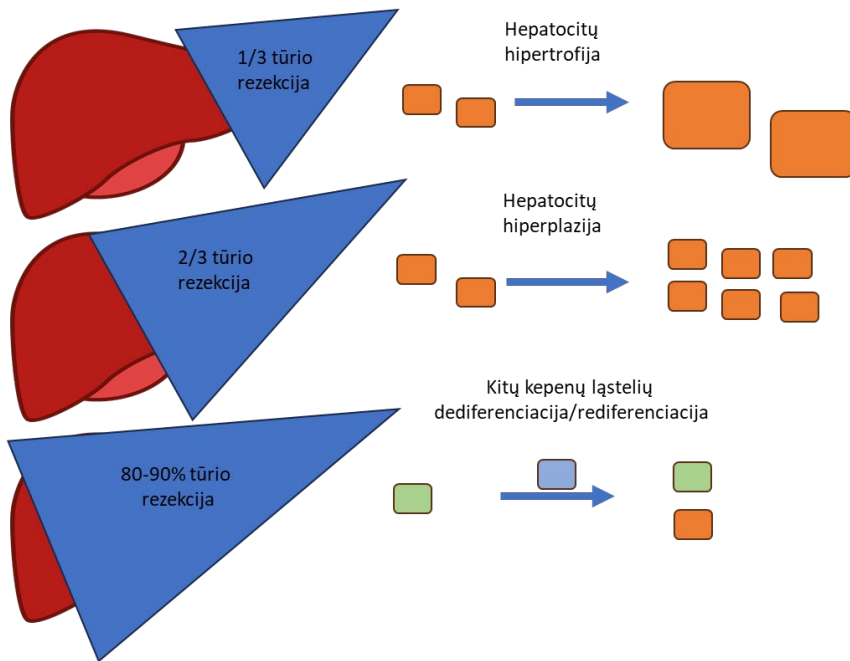 1/3 tūrio
rezekcija
Hepatocitų
hipertrofija
2/3 tūrio
rezekcija
Hepatocitų
hiperplazija
80-90% tūrio
rezekcija
Kitų kepenų ląstelių
dediferenciacija/rediferenciacija